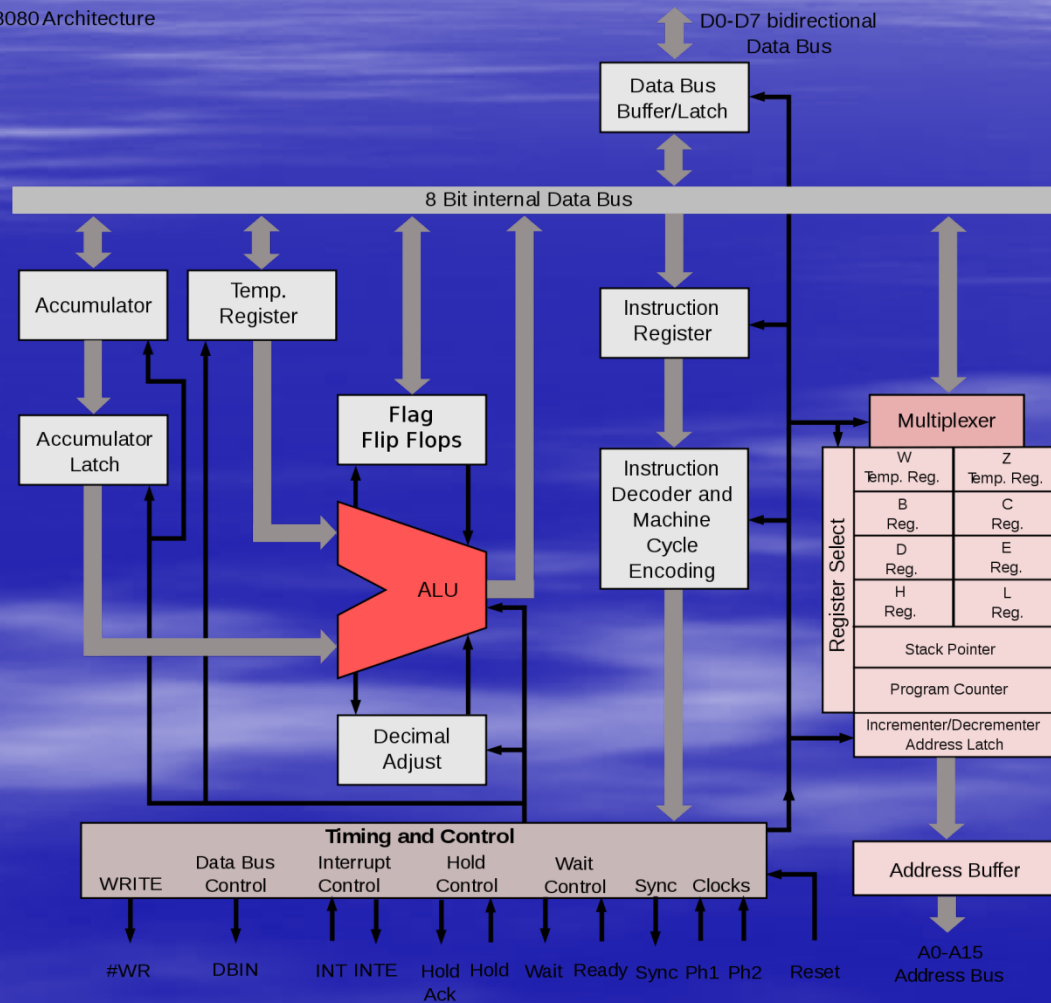 8080 Architecture
D0-D7 bidirectional
Data Bus
Data Bus
Buffer/Latch
8 Bit internal Data Bus
Accumulator
Temp.
Register
Instruction
Register
Flag
Flip Flops
Multiplexer
Accumulator
Latch
Instruction
Decoder and
Machine
Cycle
Encoding
Register Select
W
Temp. Reg.
Z
Temp. Reg.
B
Reg.
C
Reg.
D
Reg.
E
Reg.
H
Reg.
L
Reg.
Stack Pointer
Program Counter
Incrementer/Decrementer
Address Latch
ALU
Decimal
Adjust
Timing and Control
WRITE
Data Bus
Control
Interrupt
Control
Hold
Control
Wait
Control
Sync
Clocks
Address Buffer
#WR
DBIN
INT
INTE
Hold
Ack
Hold
Wait
Ready
Sync
Ph1
Ph2
Reset
A0-A15
Address Bus